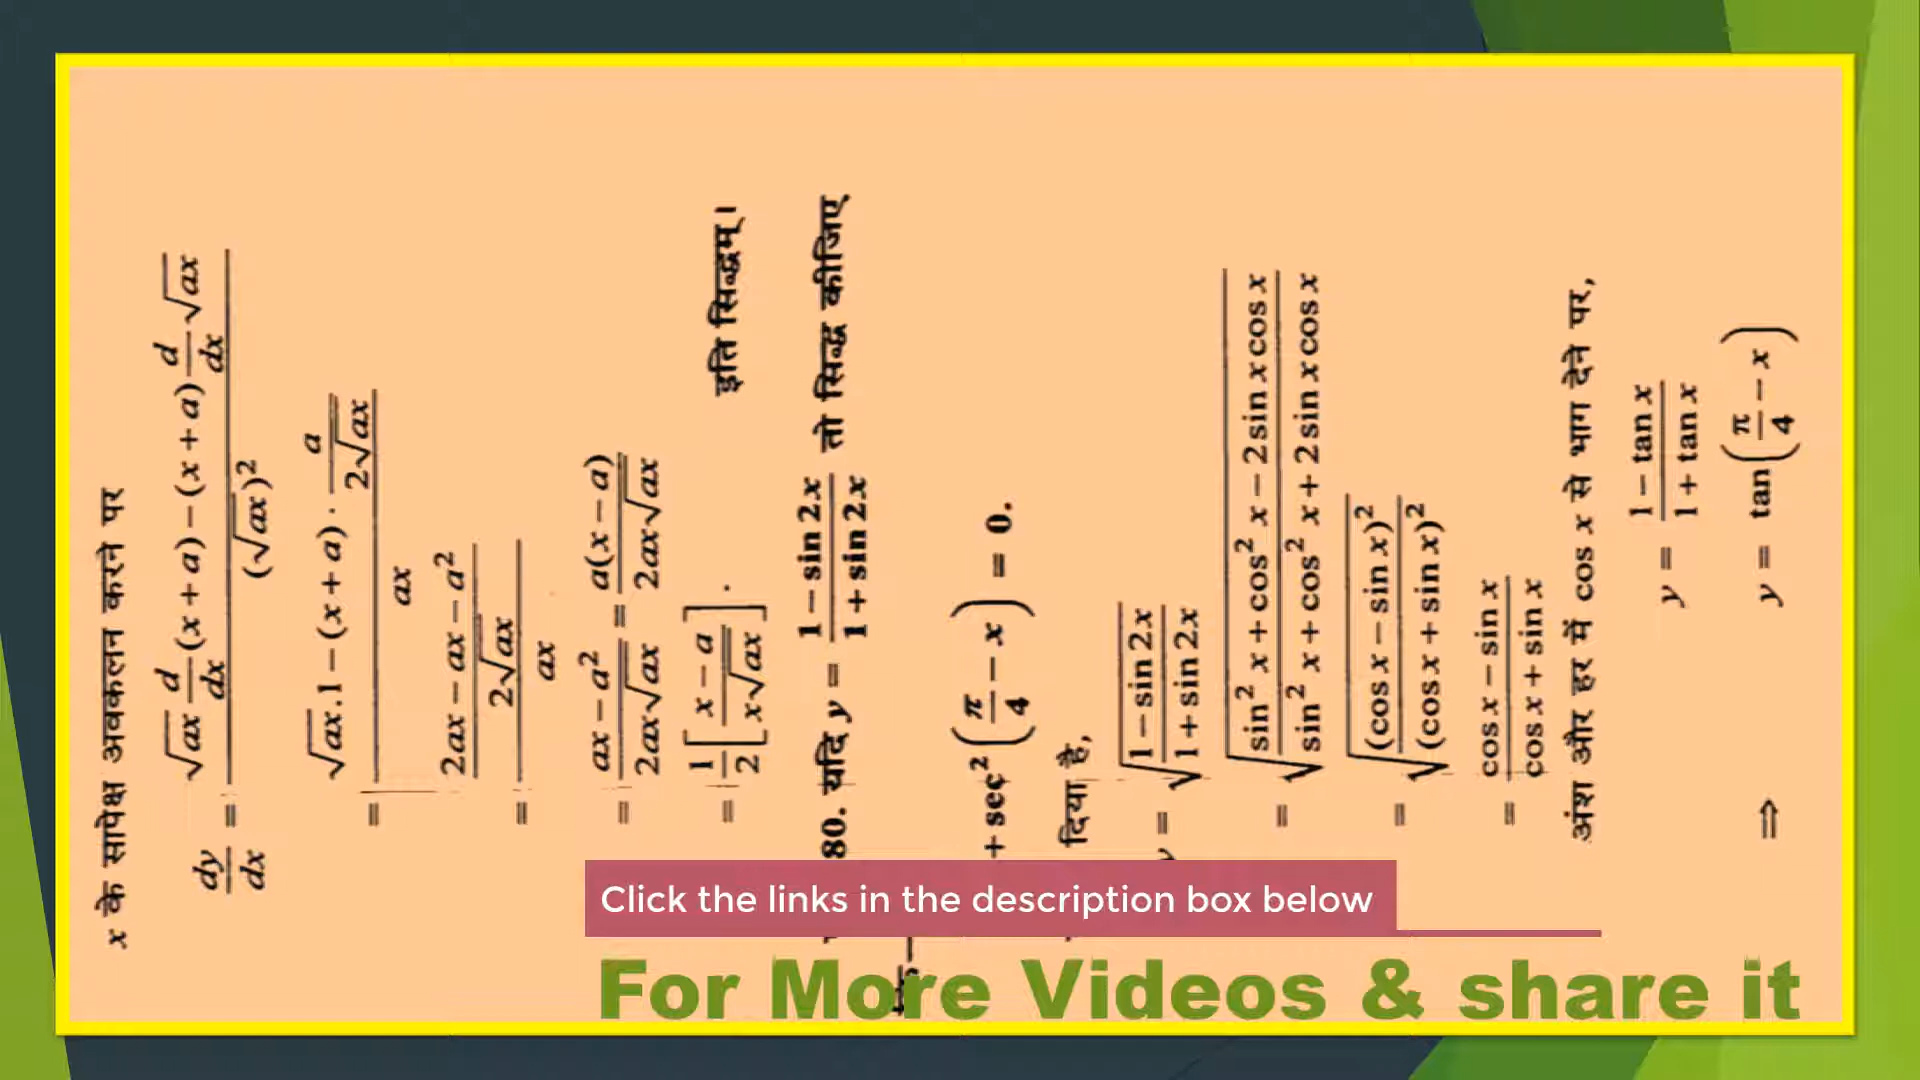 x के सापेक्ष अवकलन करने पर
dy/dx = (√ax d/dx (x + a) − (x + a) d/dx √ax) / (√ax)²
= (√ax.1 − (x + a) · a/(2√ax)) / ax
= ((2ax − ax − a²) / (2√ax)) / ax
= (ax − a²)/(2ax√ax) = a(x − a)/(2ax√ax)
= 1/2 [(x − a)/(x√ax)] .
इति सिद्धम्।
80. यदि y = (1 − sin 2x)/(1 + sin 2x) तो सिद्ध कीजिए
+ sec² (π/4 − x) = 0.
दिया है,
y = √((1 − sin 2x)/(1 + sin 2x))
= √((sin² x + cos² x − 2 sin x cos x)/(sin² x + cos² x + 2 sin x cos x))
= √((cos x − sin x)²/(cos x + sin x)²)
= (cos x − sin x)/(cos x + sin x)
अंश और हर में cos x से भाग देने पर,
y = (1 − tan x)/(1 + tan x)
⇒ y = tan(π/4 − x)
Click the links in the description box below
For More Videos & share it